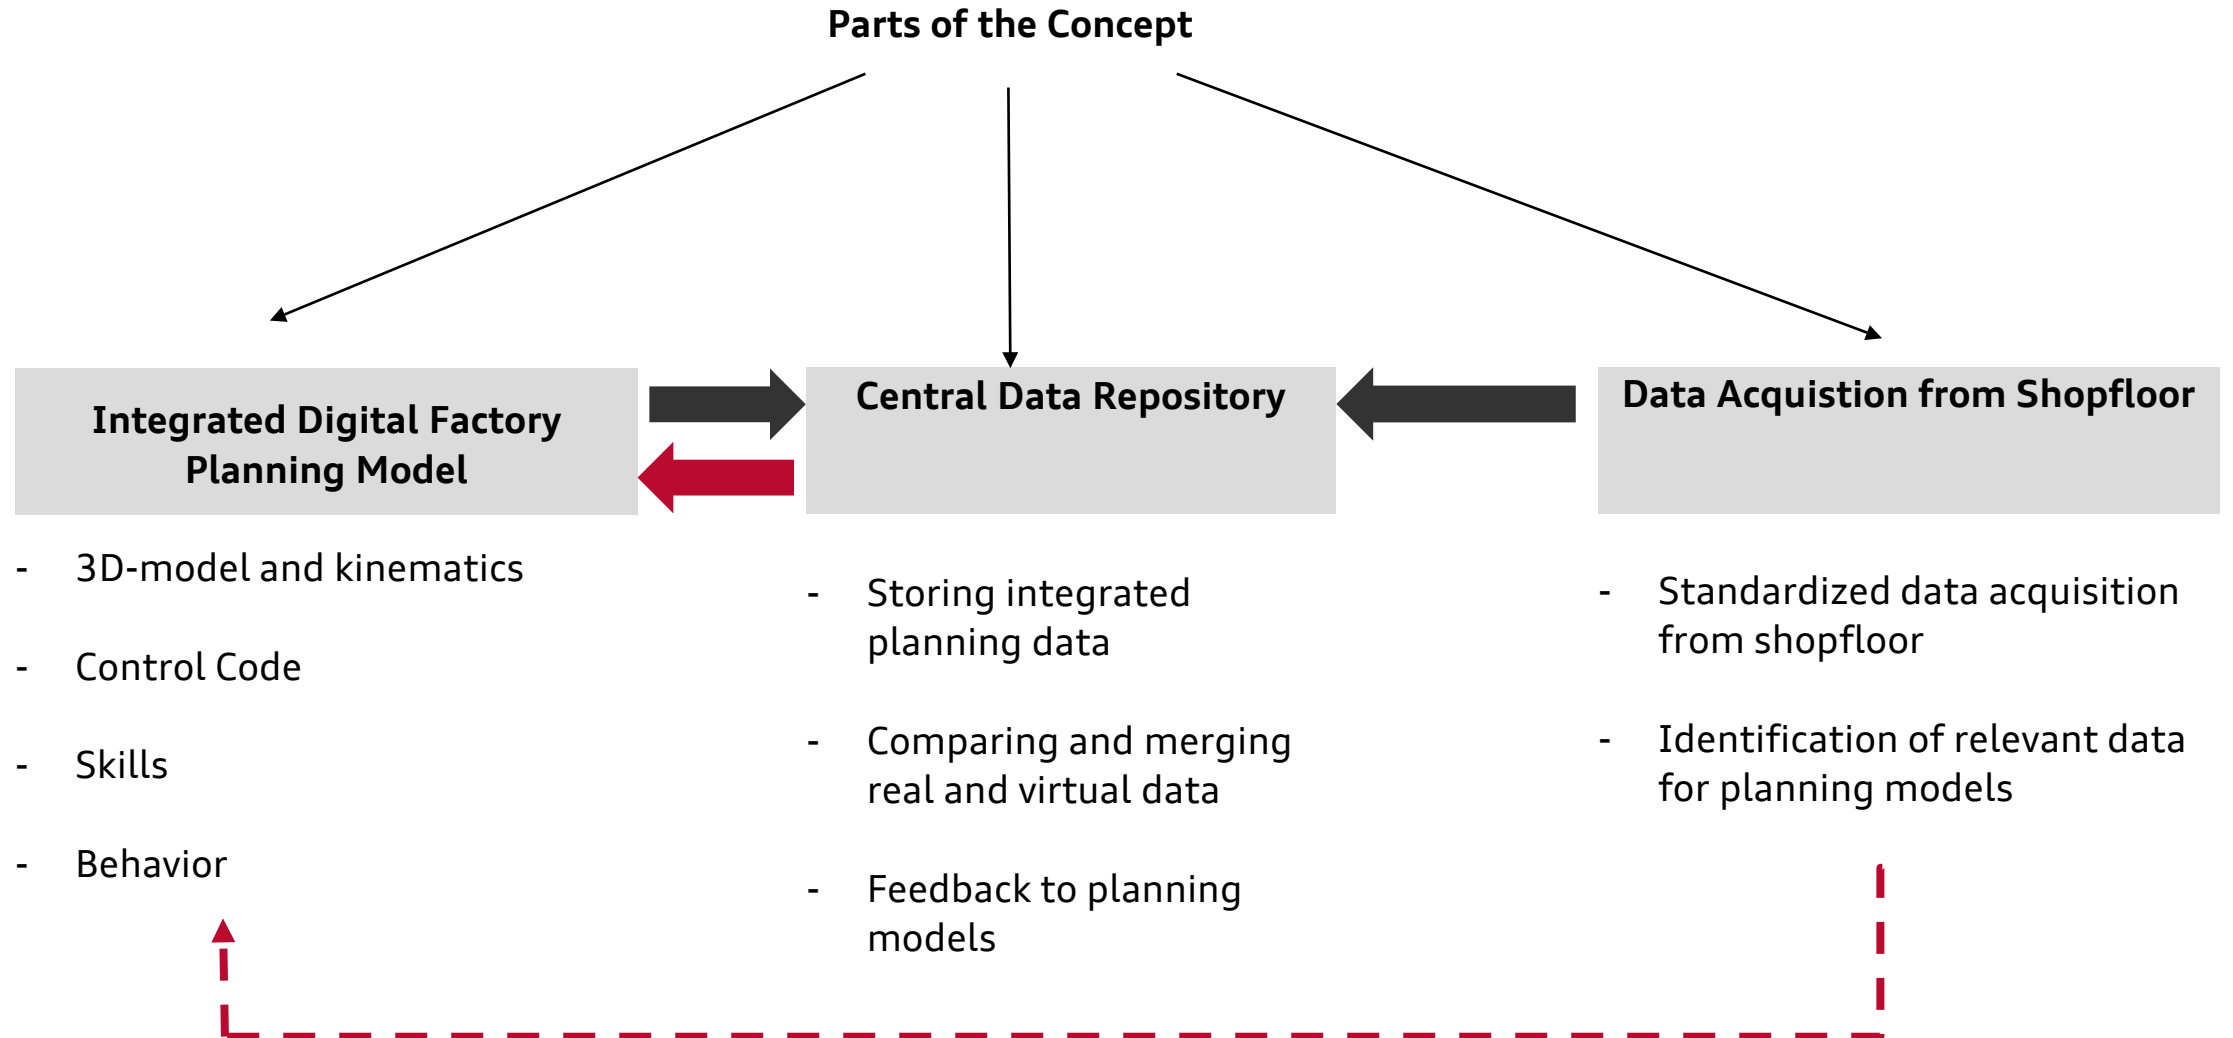 Parts of the Concept
Integrated Digital Factory
Planning Model
- 3D-model and kinematics
- Control Code
- Skills
- Behavior
Central Data Repository
- Storing integrated
planning data
- Comparing and merging
real and virtual data
- Feedback to planning
models
Data Acquistion from Shopfloor
- Standardized data acquisition
from shopfloor
- Identification of relevant data
for planning models